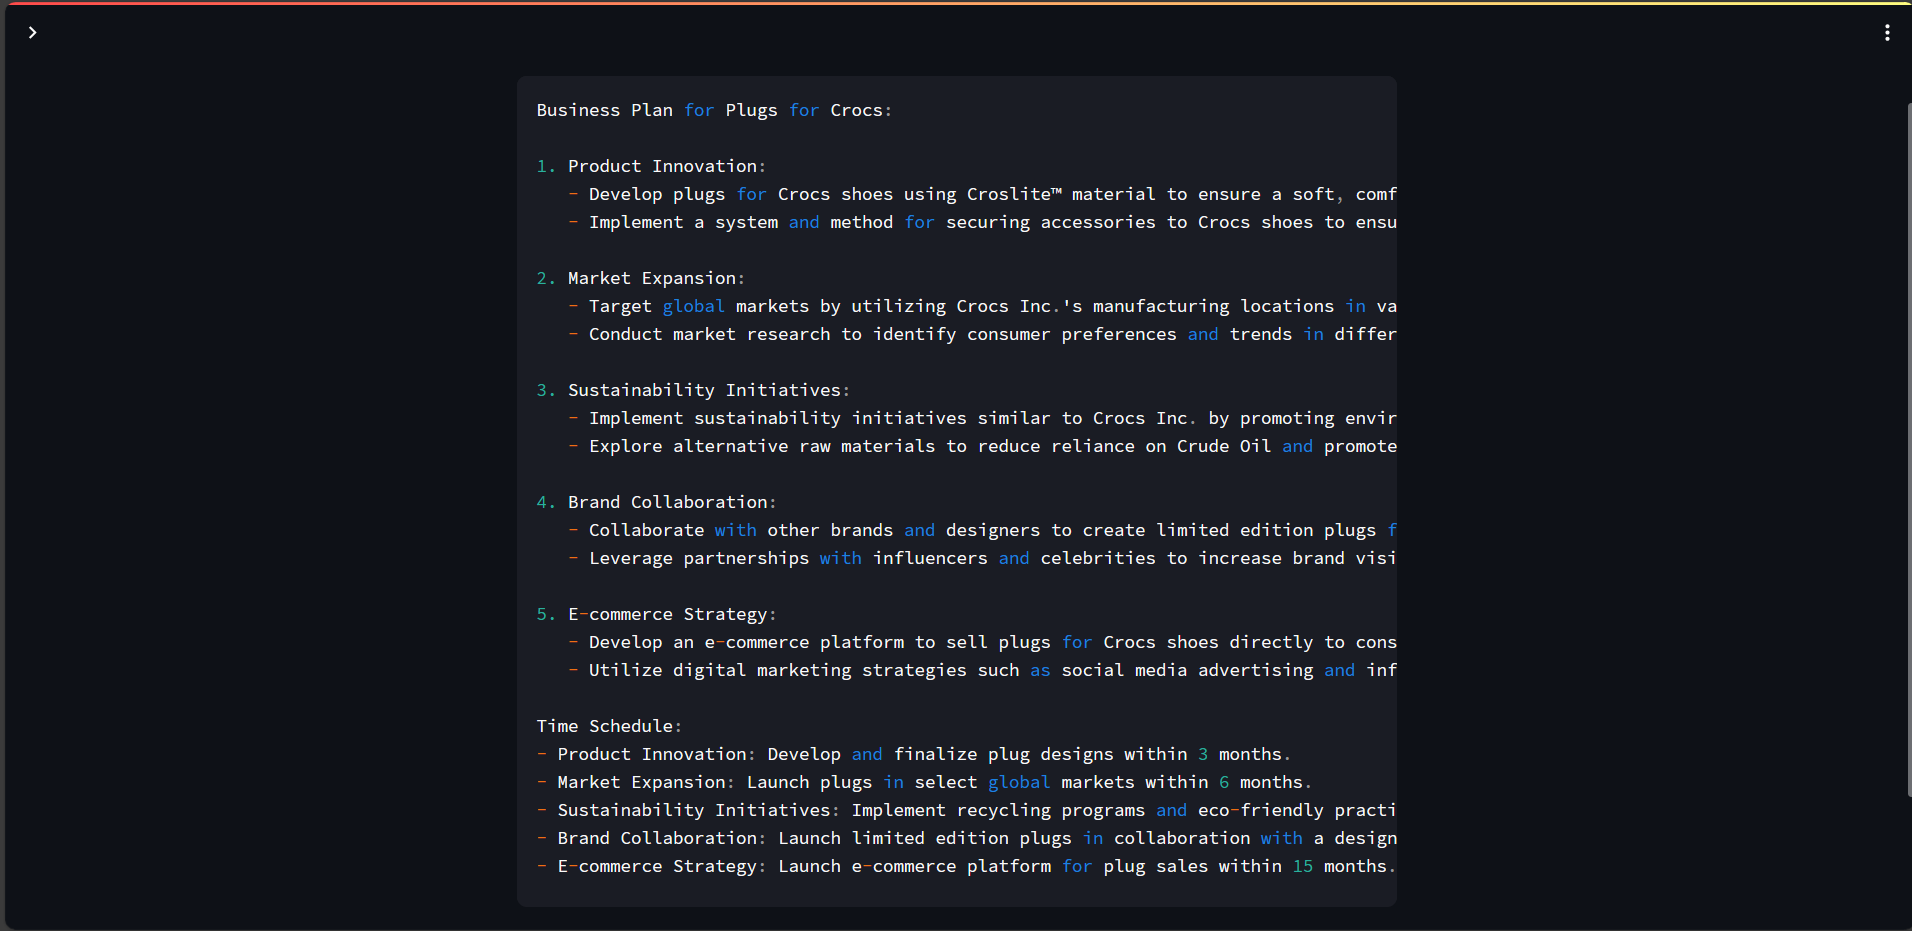 Business Plan for Plugs for Crocs:
1. Product Innovation:
- Develop plugs for Crocs shoes using Croslite™ material to ensure a soft, comf
- Implement a system and method for securing accessories to Crocs shoes to ensu
2. Market Expansion:
- Target global markets by utilizing Crocs Inc.'s manufacturing locations in va
- Conduct market research to identify consumer preferences and trends in differ
3. Sustainability Initiatives:
- Implement sustainability initiatives similar to Crocs Inc. by promoting envir
- Explore alternative raw materials to reduce reliance on Crude Oil and promote
4. Brand Collaboration:
- Collaborate with other brands and designers to create limited edition plugs f
- Leverage partnerships with influencers and celebrities to increase brand visi
5. E-commerce Strategy:
- Develop an e-commerce platform to sell plugs for Crocs shoes directly to cons
- Utilize digital marketing strategies such as social media advertising and inf
Time Schedule:
- Product Innovation: Develop and finalize plug designs within 3 months.
- Market Expansion: Launch plugs in select global markets within 6 months.
- Sustainability Initiatives: Implement recycling programs and eco-friendly practi
- Brand Collaboration: Launch limited edition plugs in collaboration with a design
- E-commerce Strategy: Launch e-commerce platform for plug sales within 15 months.